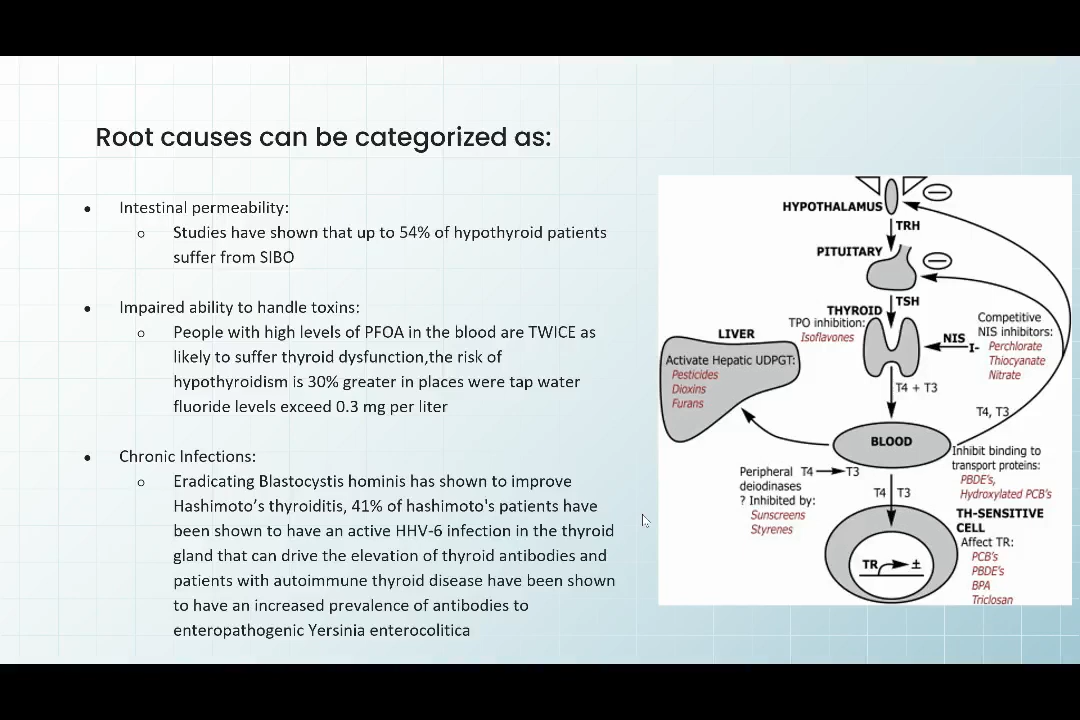 Root causes can be categorized as:
● Intestinal permeability:
○ Studies have shown that up to 54% of hypothyroid patients
suffer from SIBO
● Impaired ability to handle toxins:
○ People with high levels of PFOA in the blood are TWICE as
likely to suffer thyroid dysfunction,the risk of
hypothyroidism is 30% greater in places were tap water
fluoride levels exceed 0.3 mg per liter
● Chronic Infections:
○ Eradicating Blastocystis hominis has shown to improve
Hashimoto’s thyroiditis, 41% of hashimoto's patients have
been shown to have an active HHV-6 infection in the thyroid
gland that can drive the elevation of thyroid antibodies and
patients with autoimmune thyroid disease have been shown
to have an increased prevalence of antibodies to
enteropathogenic Yersinia enterocolitica
HYPOTHALAMUS
TRH
PITUITARY
TSH
THYROID
TPO inhibition:
Isoflavones
NIS
I-
Competitive
NIS inhibitors:
Perchlorate
Thiocyanate
Nitrate
LIVER
Activate Hepatic UDPGT:
Pesticides
Dioxins
Furans
T4 + T3
T4, T3
BLOOD
Peripheral T4 → T3
deiodinases
? Inhibited by:
Sunscreens
Styrenes
T4 T3
Inhibit binding to
transport proteins:
PBDE's,
Hydroxylated PCB's
TH-SENSITIVE
CELL
Affect TR:
PCB's
PBDE's
BPA
Triclosan
TR ±